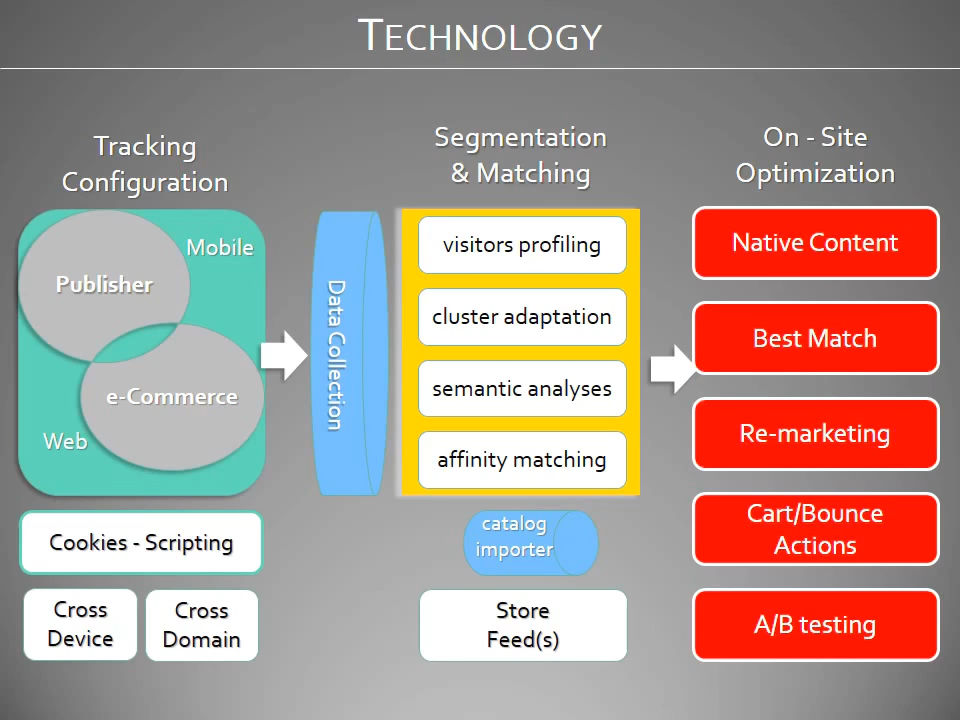 TECHNOLOGY
Tracking
Configuration
Mobile
Publisher
e-Commerce
Web
Cookies - Scripting
Cross
Device
Cross
Domain
Data Collection
Segmentation
& Matching
visitors profiling
cluster adaptation
semantic analyses
affinity matching
catalog
importer
Store
Feed(s)
On - Site
Optimization
Native Content
Best Match
Re-marketing
Cart/Bounce
Actions
A/B testing